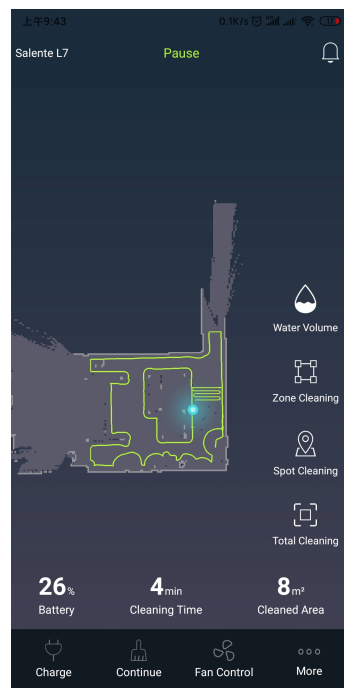 上午9:43
0.1K/s
17
Salente L7
Pause
Water Volume
Zone Cleaning
Spot Cleaning
Total Cleaning
26%
Battery
4min
Cleaning Time
8m²
Cleaned Area
Charge
Continue
Fan Control
More